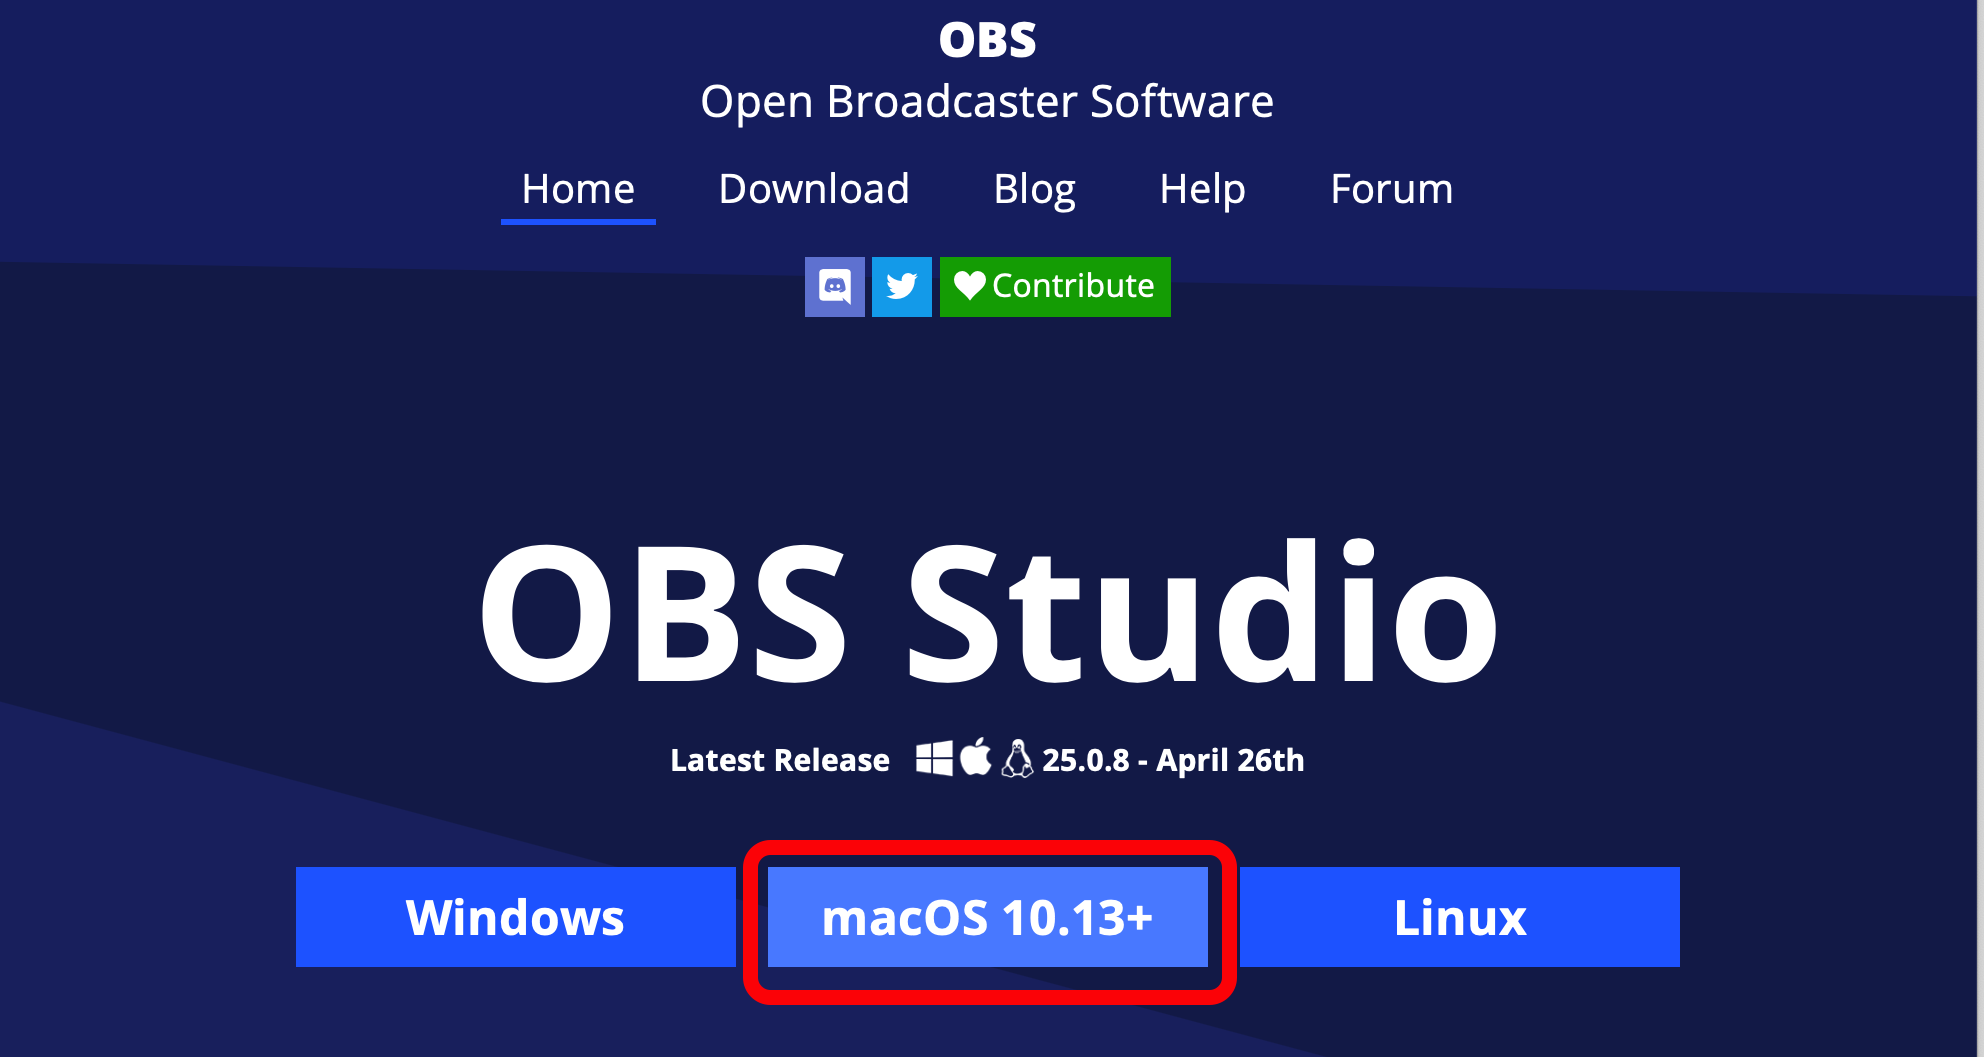 OBS
Open Broadcaster Software
Home Download Blog Help Forum
Contribute
OBS Studio
Latest Release 25.0.8 - April 26th
Windows macOS 10.13+ Linux